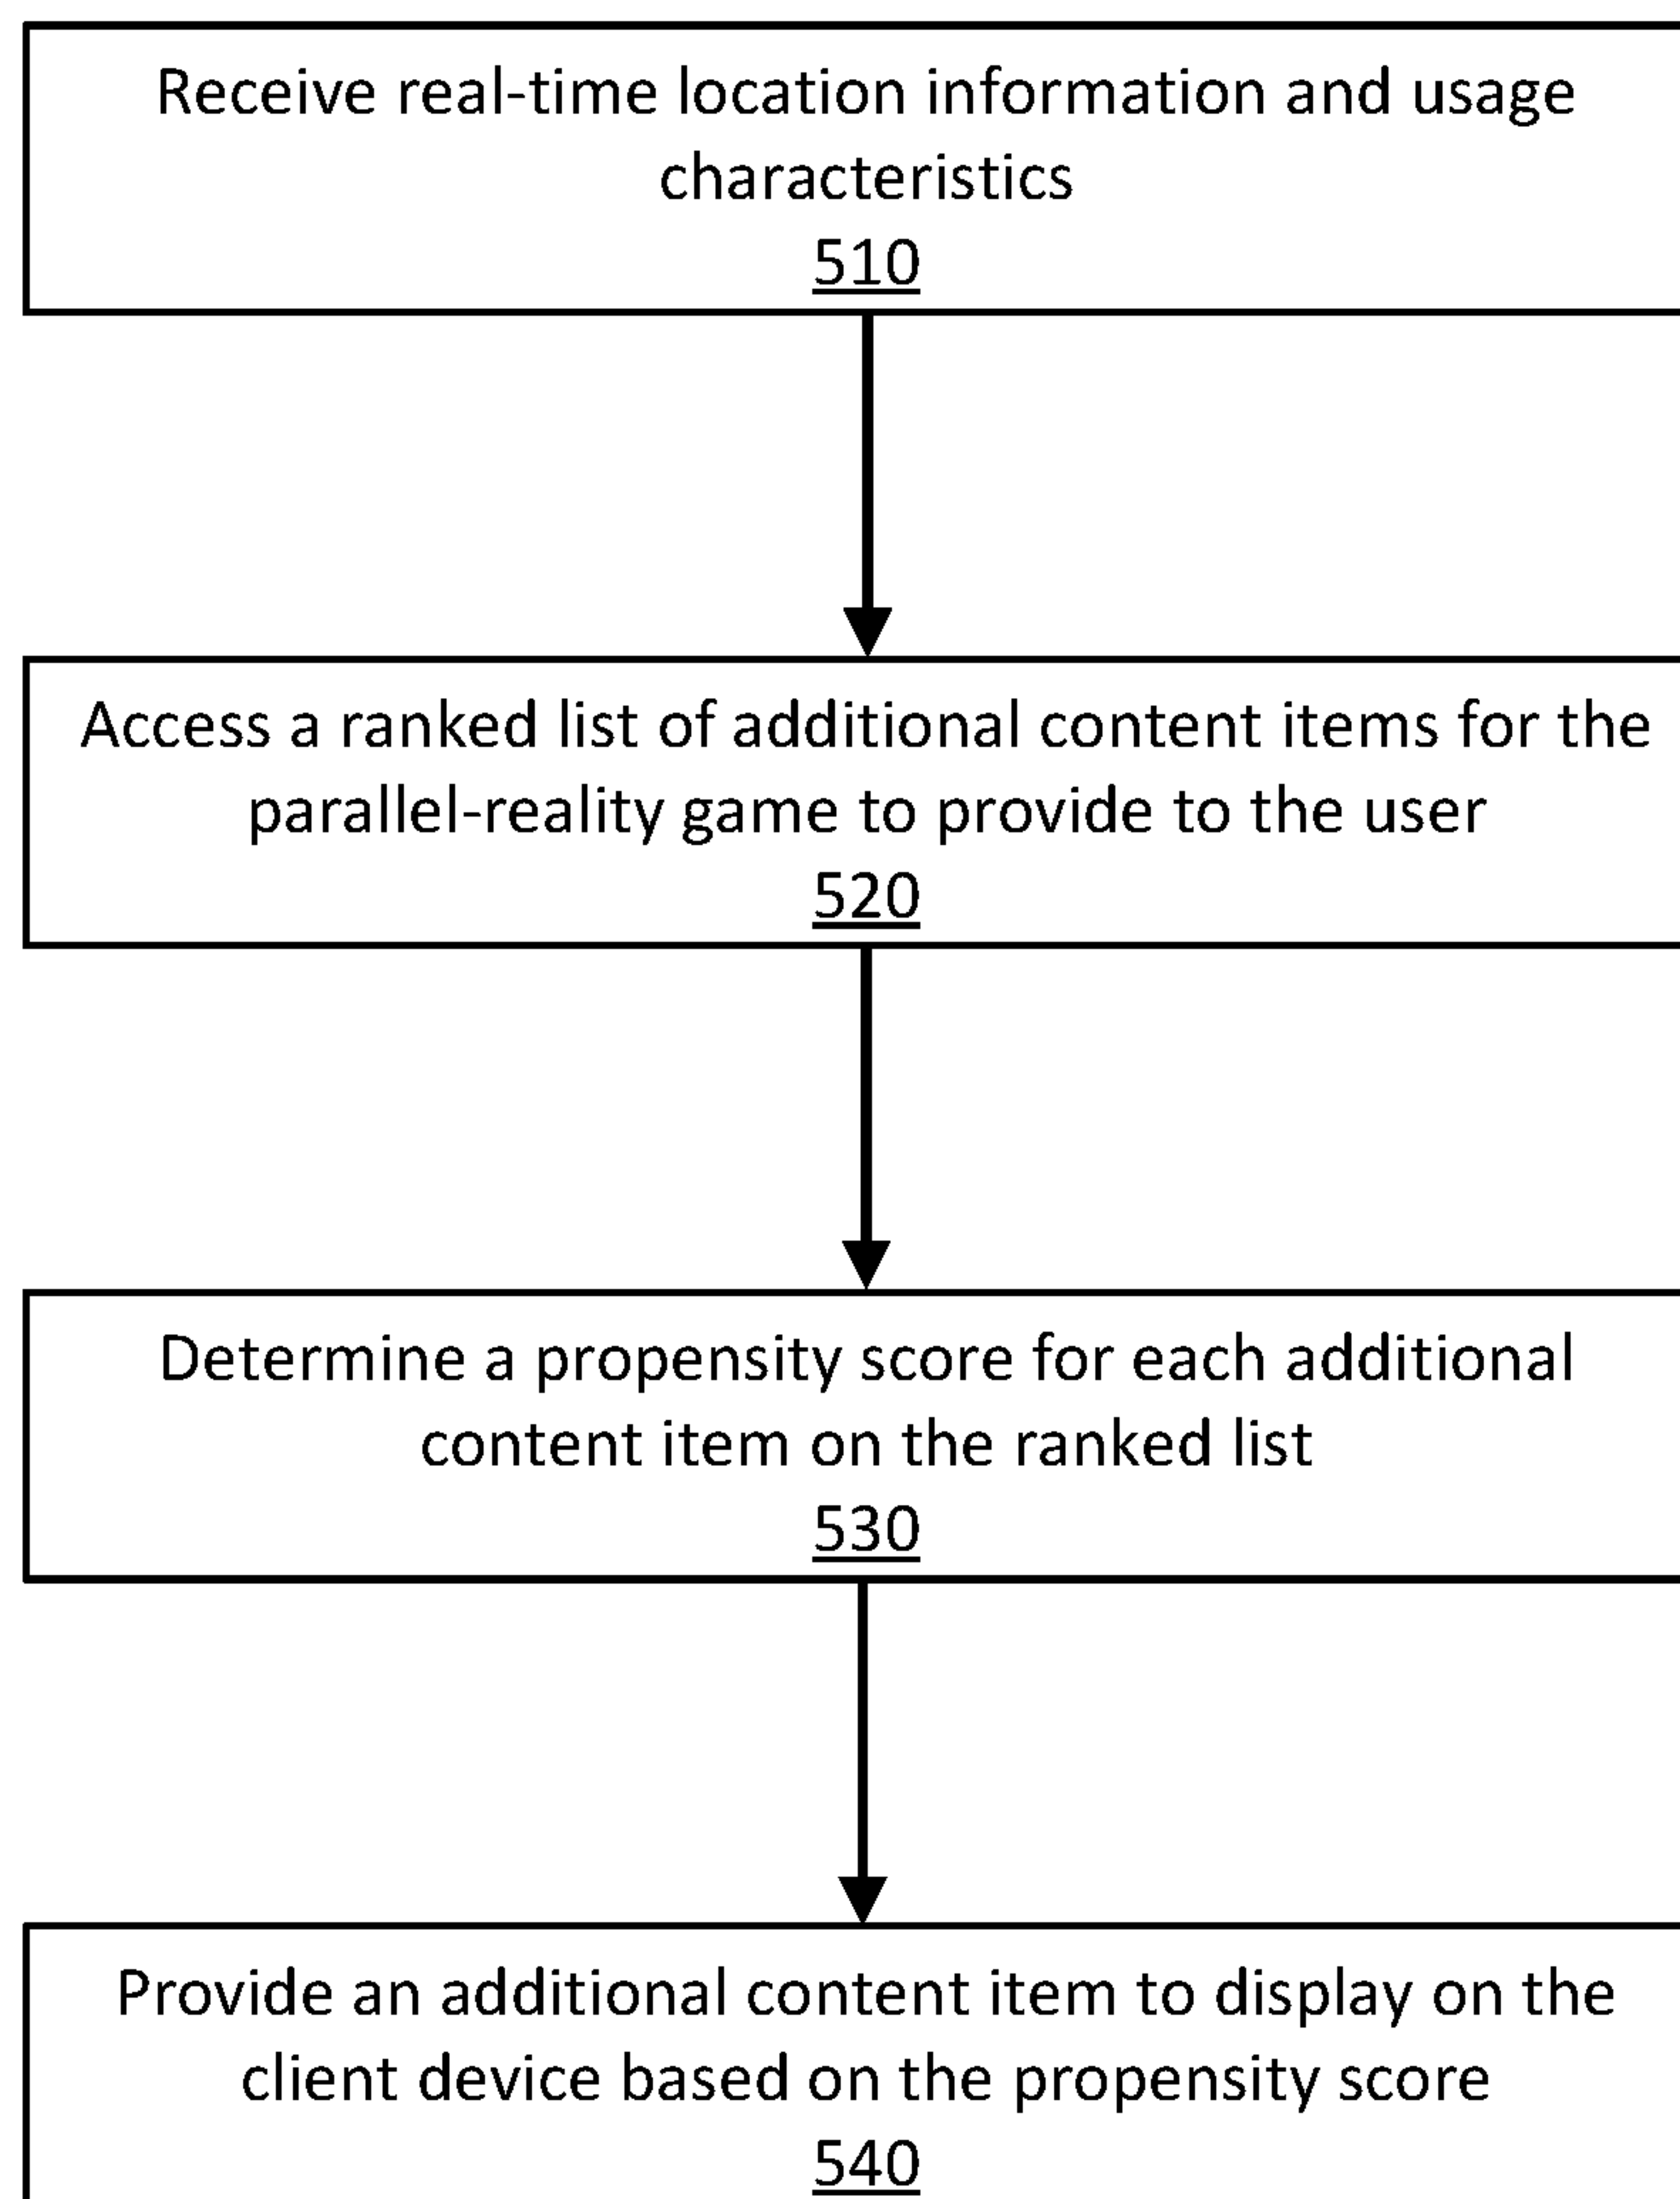 Receive real-time location information and usage
characteristics
510
Access a ranked list of additional content items for the
parallel-reality game to provide to the user
520
Determine a propensity score for each additional
content item on the ranked list
530
Provide an additional content item to display on the
client device based on the propensity score
540